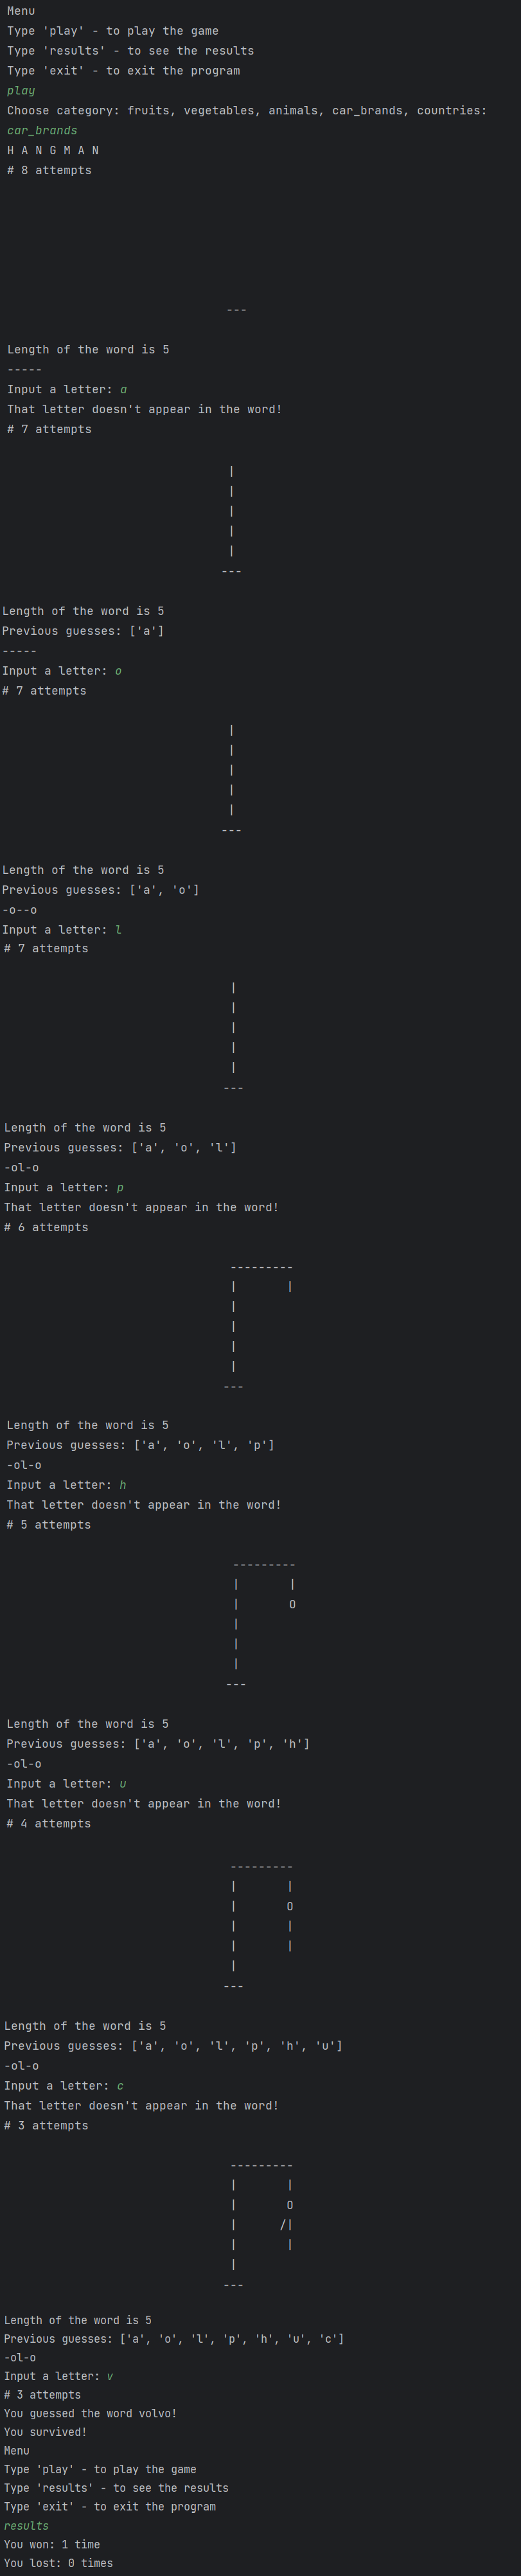 Menu
Type 'play' - to play the game
Type 'results' - to see the results
Type 'exit' - to exit the program
play
Choose category: fruits, vegetables, animals, car_brands, countries:
car_brands
H A N G M A N
# 8 attempts
---
Length of the word is 5
-----
Input a letter: a
That letter doesn't appear in the word!
# 7 attempts
|
|
|
|
|
---
Length of the word is 5
Previous guesses: ['a']
-----
Input a letter: o
# 7 attempts
|
|
|
|
|
---
Length of the word is 5
Previous guesses: ['a', 'o']
-o--o
Input a letter: l
# 7 attempts
|
|
|
|
|
---
Length of the word is 5
Previous guesses: ['a', 'o', 'l']
-ol-o
Input a letter: p
That letter doesn't appear in the word!
# 6 attempts
---------
|       |
|
|
|
|
---
Length of the word is 5
Previous guesses: ['a', 'o', 'l', 'p']
-ol-o
Input a letter: h
That letter doesn't appear in the word!
# 5 attempts
---------
|       |
|       O
|
|
|
---
Length of the word is 5
Previous guesses: ['a', 'o', 'l', 'p', 'h']
-ol-o
Input a letter: u
That letter doesn't appear in the word!
# 4 attempts
---------
|       |
|       O
|       |
|       |
|
---
Length of the word is 5
Previous guesses: ['a', 'o', 'l', 'p', 'h', 'u']
-ol-o
Input a letter: c
That letter doesn't appear in the word!
# 3 attempts
---------
|       |
|       O
|      /|
|       |
|
---
Length of the word is 5
Previous guesses: ['a', 'o', 'l', 'p', 'h', 'u', 'c']
-ol-o
Input a letter: v
# 3 attempts
You guessed the word volvo!
You survived!
Menu
Type 'play' - to play the game
Type 'results' - to see the results
Type 'exit' - to exit the program
results
You won: 1 time
You lost: 0 times